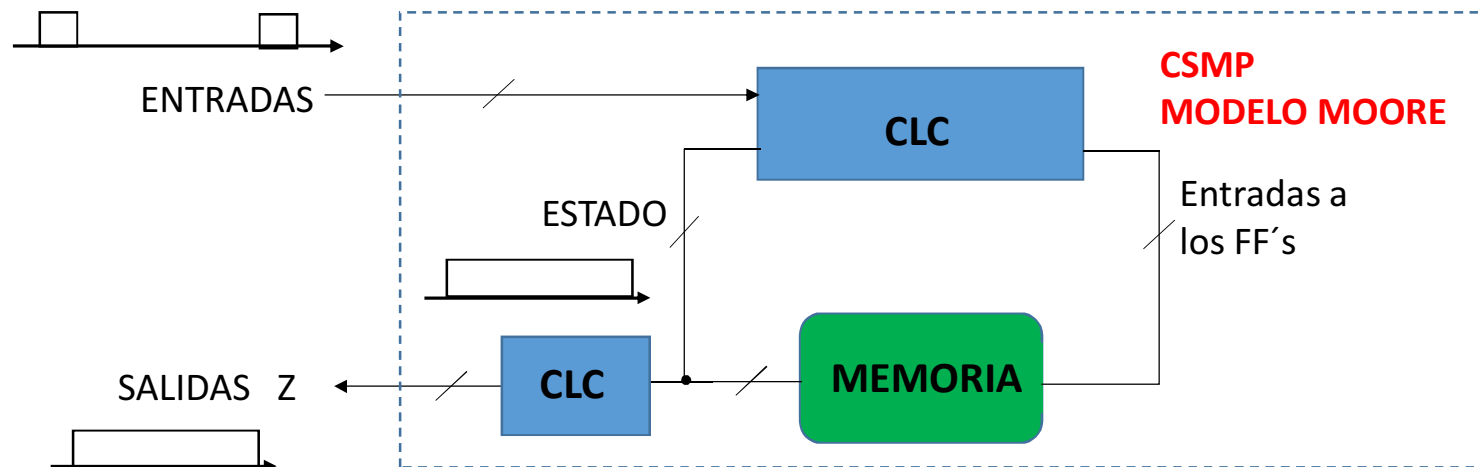 CSMP
MODELO MOORE
ENTRADAS
CLC
ESTADO
Entradas a
los FF´s
SALIDAS Z
CLC
MEMORIA